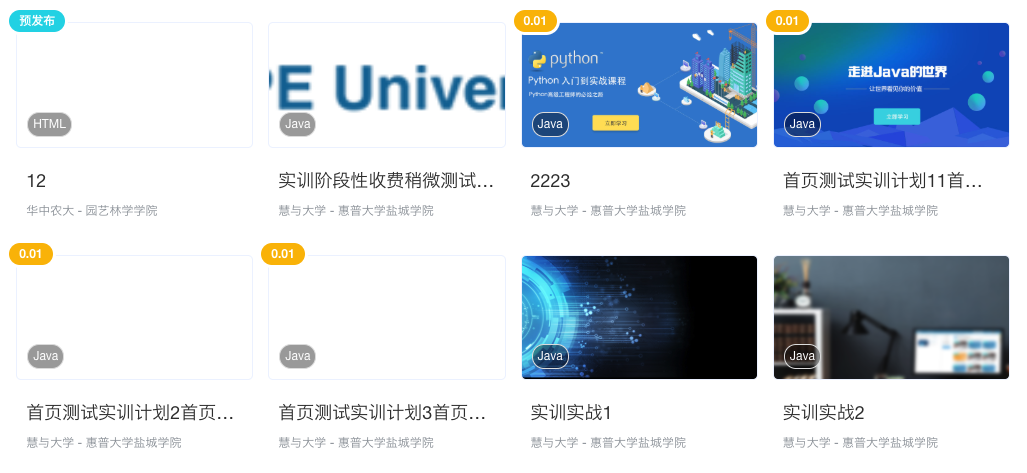 预发布
HTML
12
华中农大 - 园艺林学学院
PE Univer
Java
实训阶段性收费稍微测试...
慧与大学 - 惠普大学盐城学院
0.01
python
Python 入门到实战课程
Python高级工程师的必经之路
立即学习
Java
2223
慧与大学 - 惠普大学盐城学院
0.01
走进Java的世界
让世界看见你的价值
立即学习
Java
首页测试实训计划11首...
慧与大学 - 惠普大学盐城学院
0.01
Java
首页测试实训计划2首页...
慧与大学 - 惠普大学盐城学院
0.01
Java
首页测试实训计划3首页...
慧与大学 - 惠普大学盐城学院
Java
实训实战1
慧与大学 - 惠普大学盐城学院
Java
实训实战2
慧与大学 - 惠普大学盐城学院